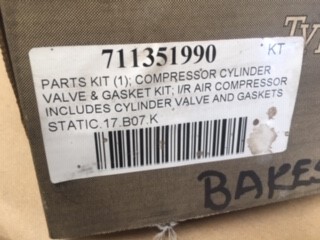 711351990 KT
PARTS KIT (1); COMPRESSOR CYLINDER
VALVE & GASKET KIT; I/R AIR COMPRESSOR
INCLUDES CYLINDER VALVE AND GASKETS
STATIC.17.B07.K